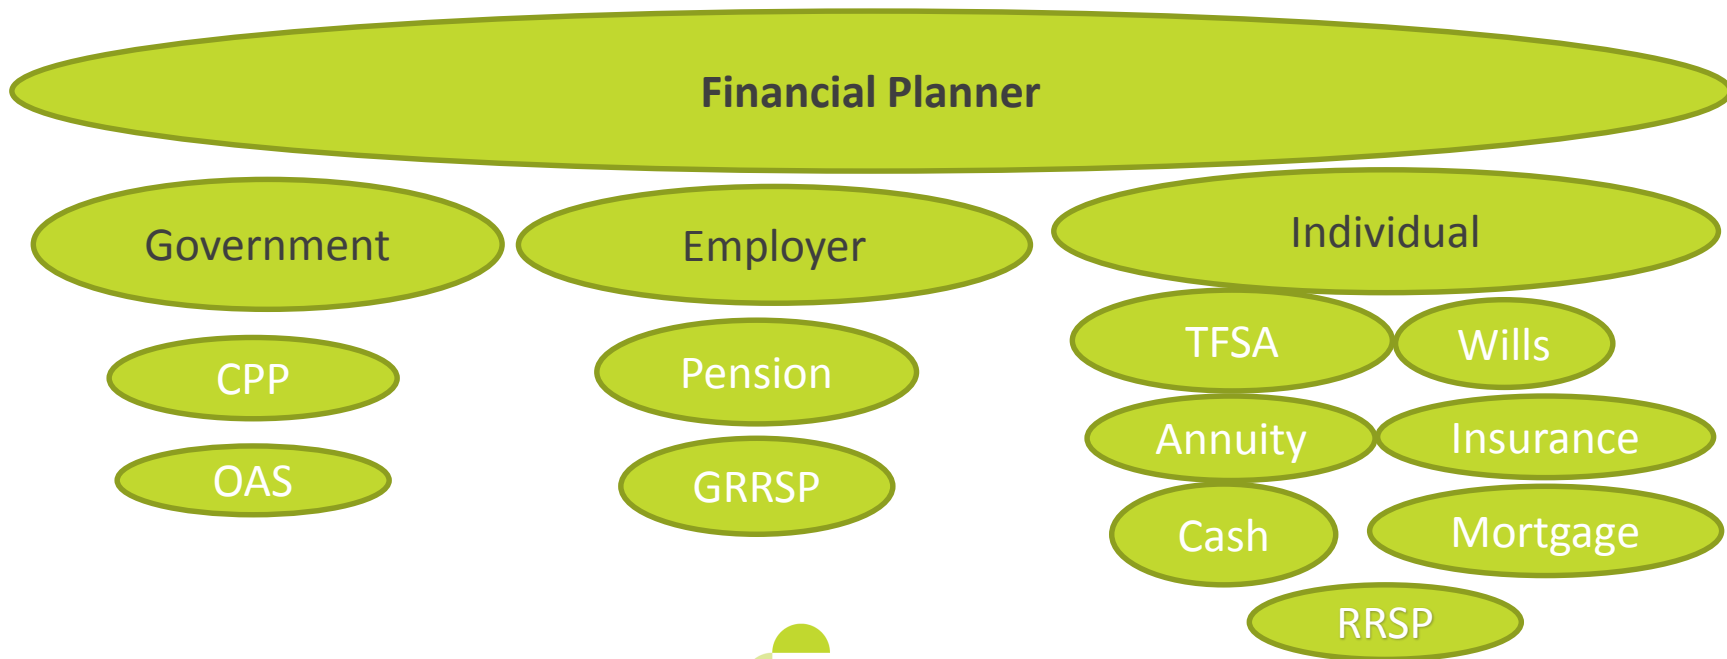 Financial Planner
Government
Employer
Individual
CPP
OAS
Pension
GRRSP
TFSA
Wills
Annuity
Insurance
Cash
Mortgage
RRSP